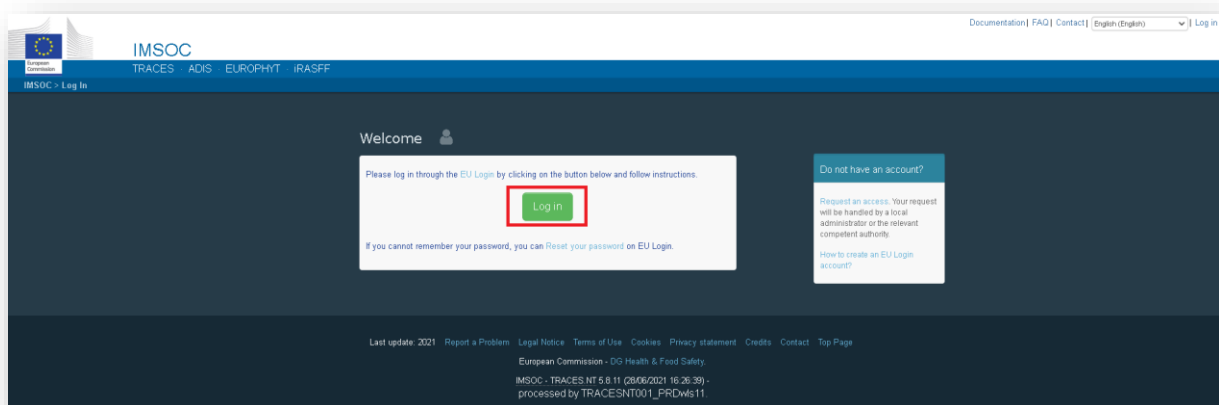 Documentation| FAQ| Contact| English (English) | Log in
European
Commission
IMSOC
TRACES · ADIS · EUROPHYT · iRASFF
IMSOC > Log In
Welcome
Please log in through the EU Login by clicking on the button below and follow instructions.
Log in
If you cannot remember your password, you can Reset your password on EU Login.
Do not have an account?
Request an access. Your request
will be handled by a local
administrator or the relevant
competent authority.
How to create an EU Login
account?
Last update: 2021 Report a Problem Legal Notice Terms of Use Cookies Privacy statement Credits Contact Top Page
European Commission - DG Health & Food Safety.
IMSOC - TRACES.NT 5.8.11 (28/06/2021 16:26:39) -
processed by TRACESNT001_PRDwls11.